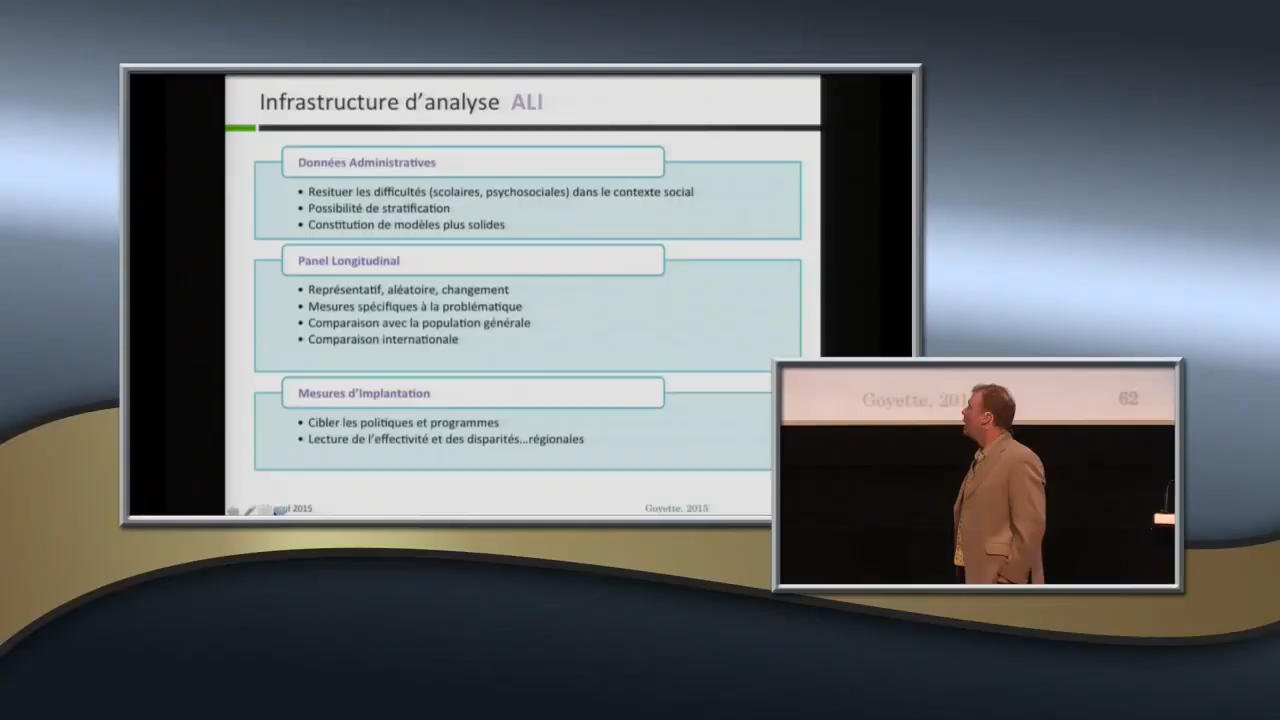 Infrastructure d'analyse ALI
Données Administratives
• Resituer les difficultés (scolaires, psychosociales) dans le contexte social
• Possibilité de stratification
• Constitution de modèles plus solides
Panel Longitudinal
• Représentatif, aléatoire, changement
• Mesures spécifiques à la problématique
• Comparaison avec la population générale
• Comparaison internationale
Mesures d'Implantation
• Cibler les politiques et programmes
• Lecture de l'effectivité et des disparités...régionales
2015
Goyette, 2015
Goyette, 201
62